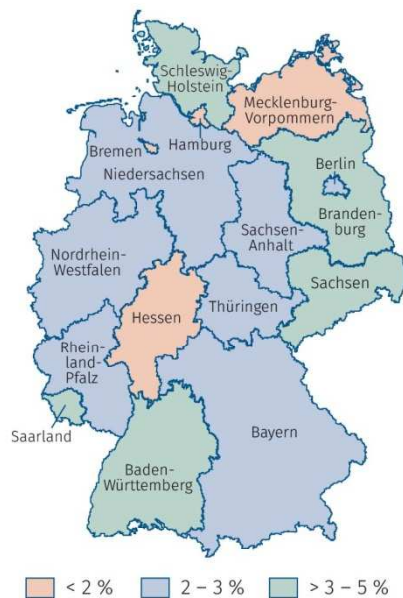 Schleswig-
Holstein
Mecklenburg-
Vorpommern
Hamburg
Bremen
Niedersachsen
Berlin
Branden-
burg
Sachsen-
Anhalt
Nordrhein-
Westfalen
Sachsen
Hessen
Thüringen
Rhein-
land-
Pfalz
Saarland
Bayern
Baden-
Württemberg
< 2 % 2 – 3 % > 3 – 5 %